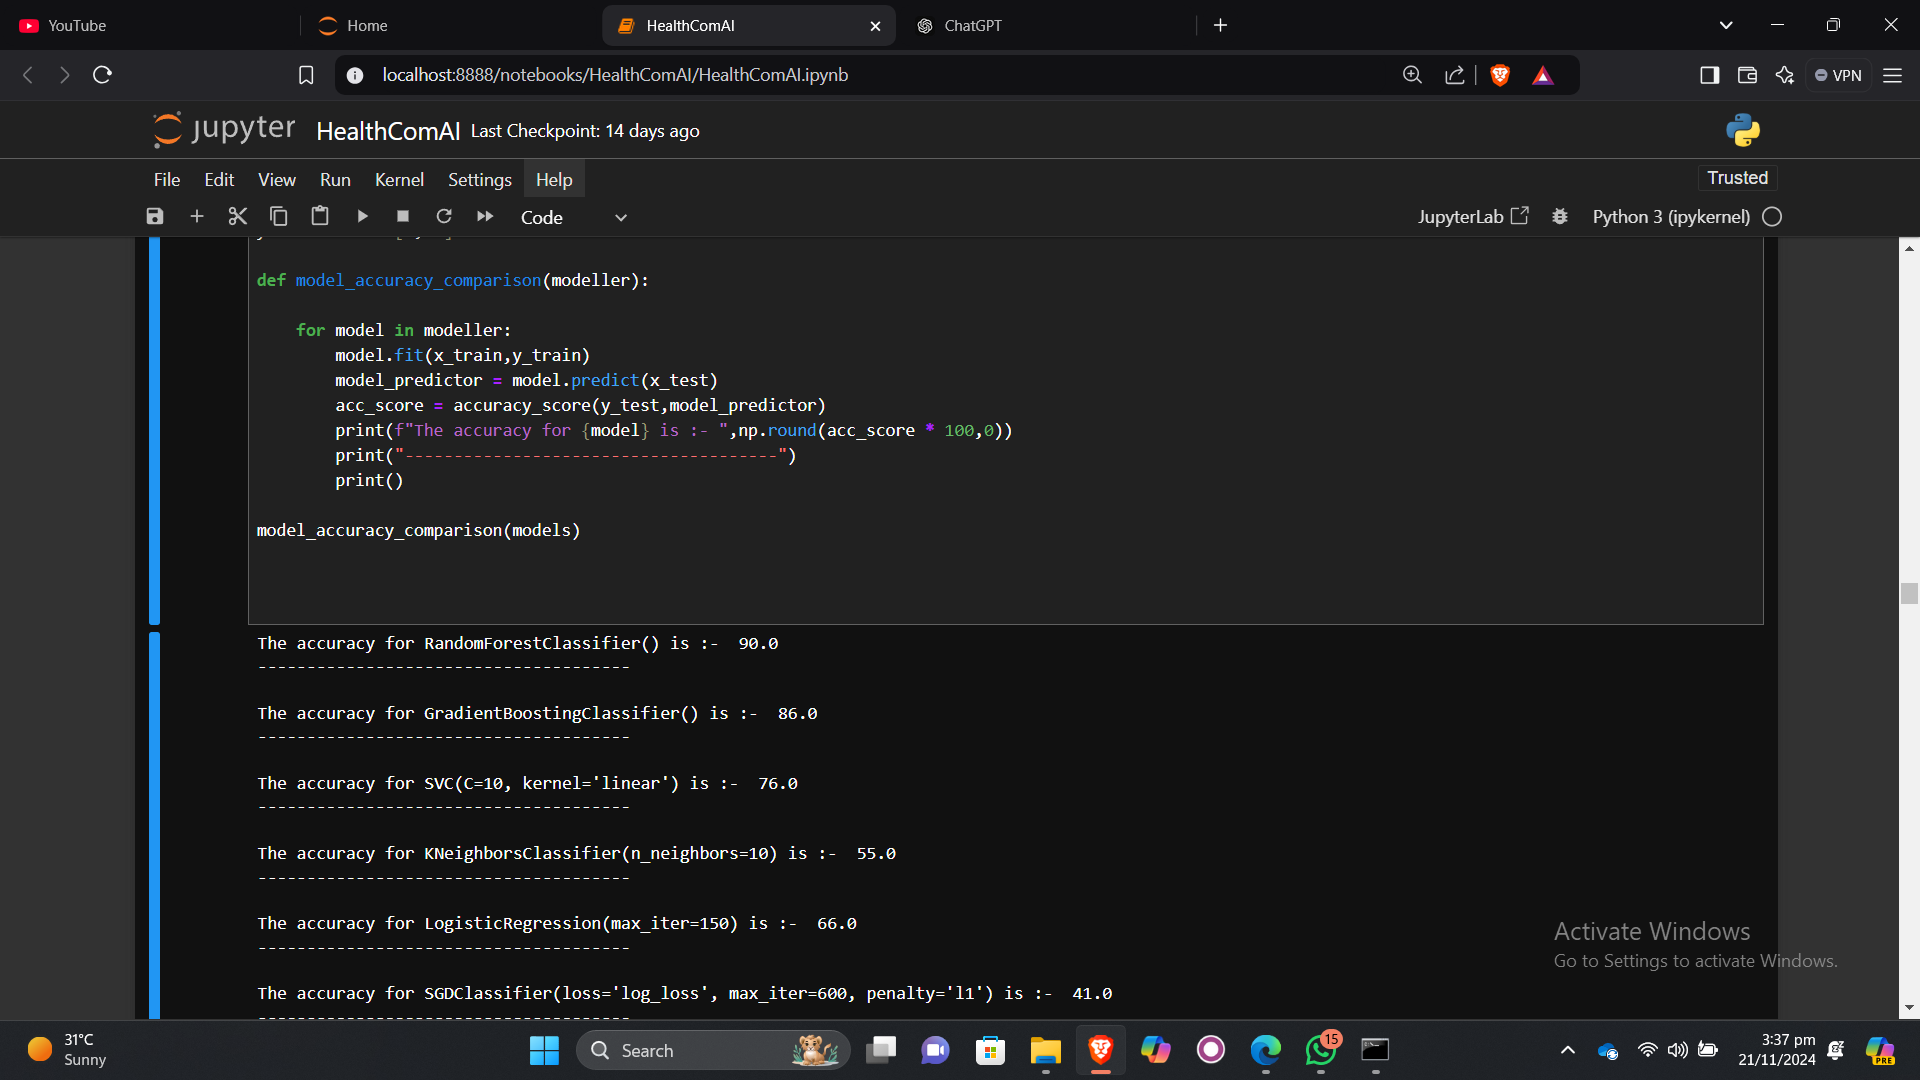 YouTube
Home
HealthComAI
ChatGPT
localhost:8888/notebooks/HealthComAI/HealthComAI.ipynb
VPN
jupyter HealthComAI Last Checkpoint: 14 days ago
File Edit View Run Kernel Settings Help
Trusted
Code
JupyterLab
Python 3 (ipykernel)
def model_accuracy_comparison(modeller):
for model in modeller:
model.fit(x_train,y_train)
model_predictor = model.predict(x_test)
acc_score = accuracy_score(y_test,model_predictor)
print(f"The accuracy for {model} is :- ",np.round(acc_score * 100,0))
print("--------------------------------------")
print()
model_accuracy_comparison(models)
The accuracy for RandomForestClassifier() is :-  90.0
--------------------------------------
The accuracy for GradientBoostingClassifier() is :-  86.0
--------------------------------------
The accuracy for SVC(C=10, kernel='linear') is :-  76.0
--------------------------------------
The accuracy for KNeighborsClassifier(n_neighbors=10) is :-  55.0
--------------------------------------
The accuracy for LogisticRegression(max_iter=150) is :-  66.0
--------------------------------------
The accuracy for SGDClassifier(loss='log_loss', max_iter=600, penalty='l1') is :-  41.0
--------------------------------------
Activate Windows
Go to Settings to activate Windows.
31°C
Sunny
Search
15
3:37 pm
21/11/2024
PRE